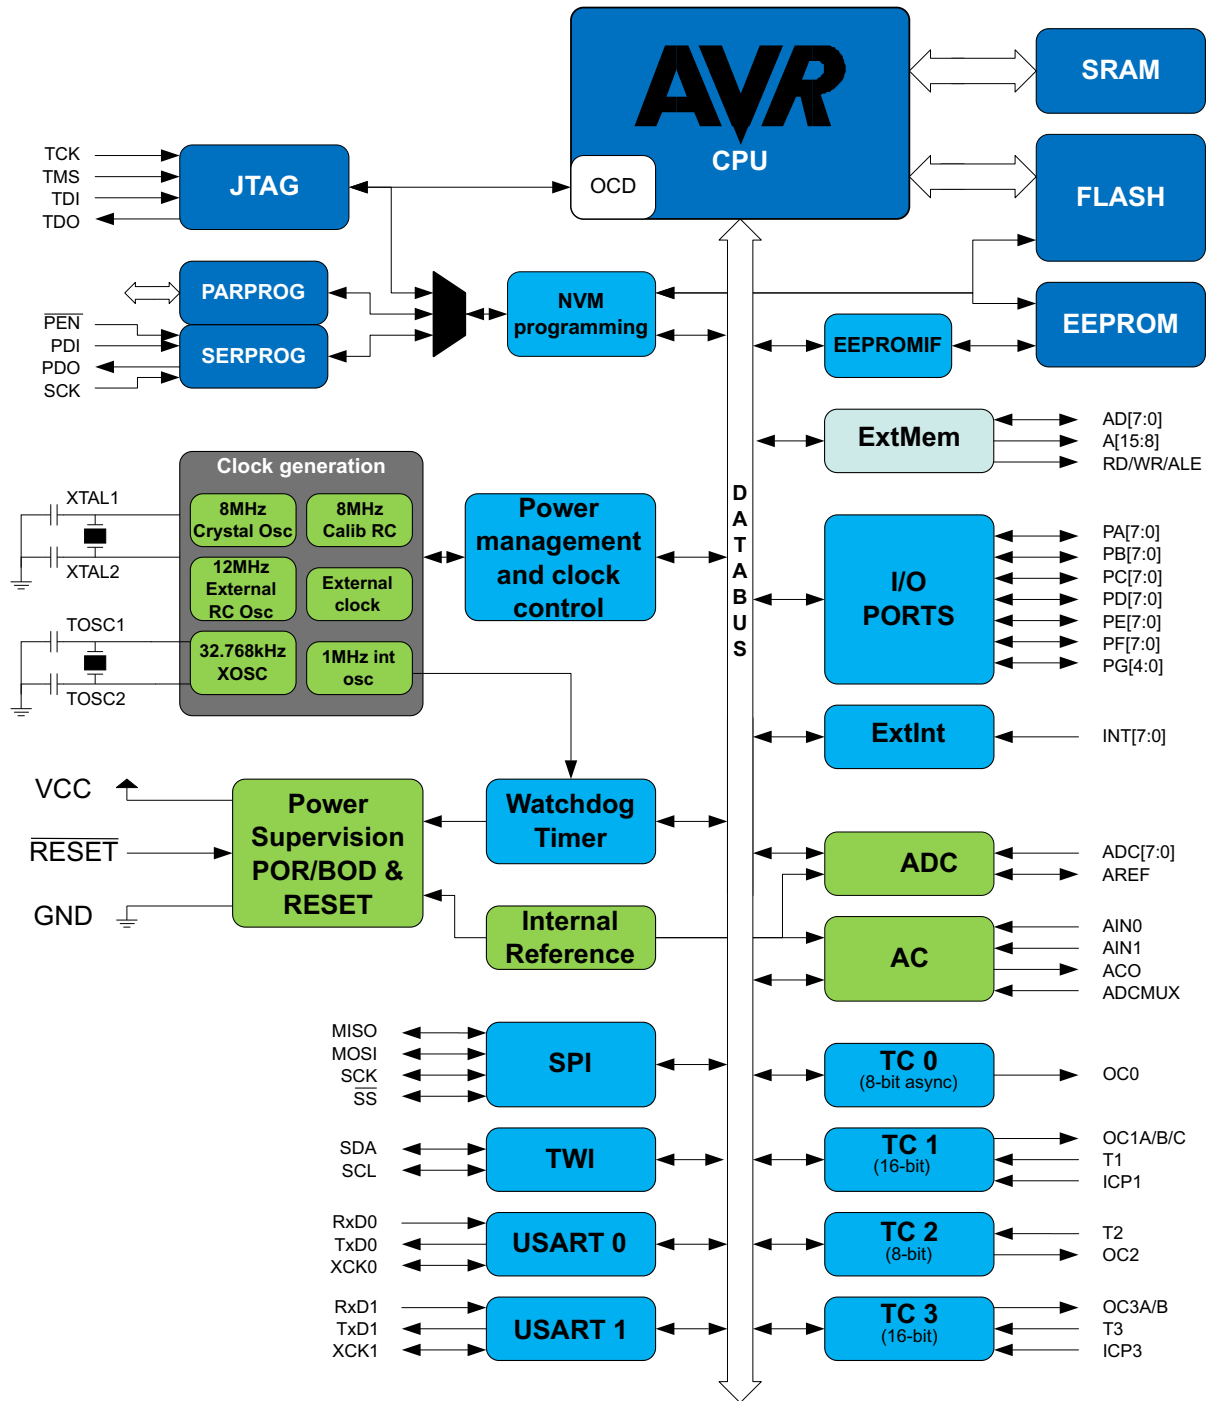 AVR
CPU
OCD
SRAM
FLASH
EEPROM
TCK
TMS
TDI
TDO
JTAG
PARPROG
PEN
PDI
PDO
SCK
SERPROG
NVM
programming
EEPROMIF
ExtMem
AD[7:0]
A[15:8]
RD/WR/ALE
Clock generation
8MHz
Crystal Osc
8MHz
Calib RC
12MHz
External
RC Osc
External
clock
32.768kHz
XOSC
1MHz int
osc
XTAL1
XTAL2
TOSC1
TOSC2
Power
management
and clock
control
DATABUS
I/O
PORTS
PA[7:0]
PB[7:0]
PC[7:0]
PD[7:0]
PE[7:0]
PF[7:0]
PG[4:0]
ExtInt
INT[7:0]
VCC
RESET
GND
Power
Supervision
POR/BOD &
RESET
Watchdog
Timer
Internal
Reference
ADC
ADC[7:0]
AREF
AC
AIN0
AIN1
ACO
ADCMUX
MISO
MOSI
SCK
SS
SPI
TC 0
(8-bit async)
OC0
SDA
SCL
TWI
TC 1
(16-bit)
OC1A/B/C
T1
ICP1
RxD0
TxD0
XCK0
USART 0
TC 2
(8-bit)
T2
OC2
RxD1
TxD1
XCK1
USART 1
TC 3
(16-bit)
OC3A/B
T3
ICP3